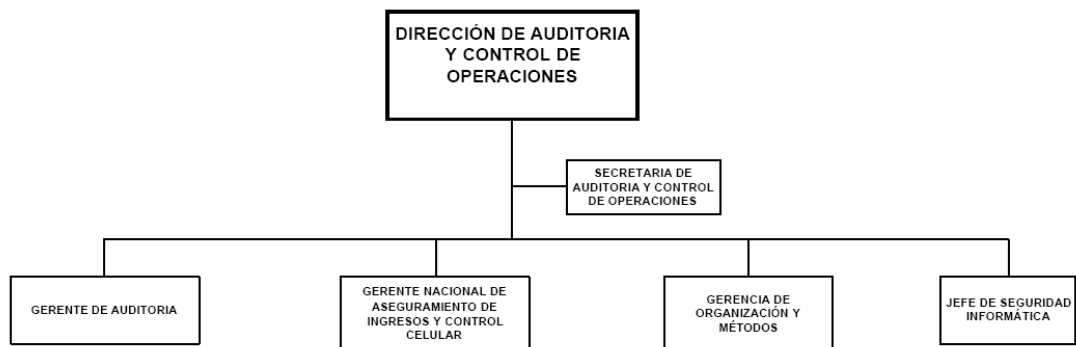 DIRECCIÓN DE AUDITORIA
Y CONTROL DE
OPERACIONES
SECRETARIA DE
AUDITORIA Y CONTROL
DE OPERACIONES
GERENTE DE AUDITORIA
GERENTE NACIONAL DE
ASEGURAMIENTO DE
INGRESOS Y CONTROL
CELULAR
GERENCIA DE
ORGANIZACIÓN Y
MÉTODOS
JEFE DE SEGURIDAD
INFORMÁTICA